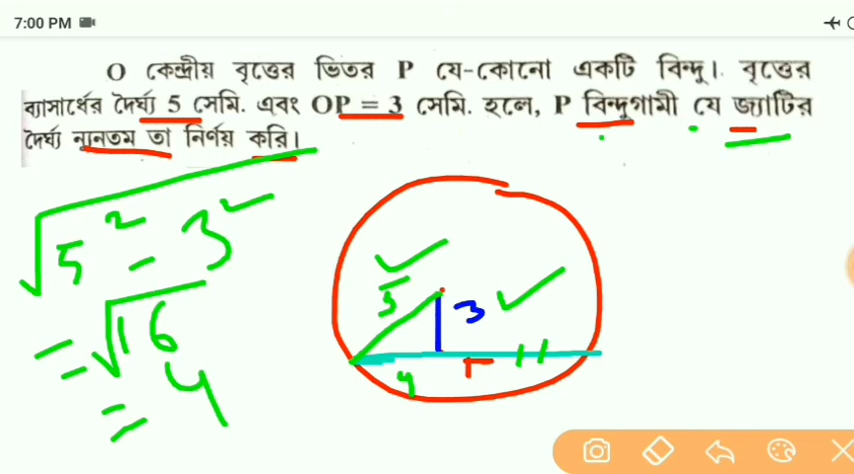 7:00 PM
O কেন্দ্রীয় বৃত্তের ভিতর P যে-কোনো একটি বিন্দু। বৃত্তের
ব্যাসার্ধের দৈর্ঘ্য 5 সেমি. এবং OP = 3 সেমি. হলে, P বিন্দুগামী যে জ্যাটির
দৈর্ঘ্য ন্যূনতম তা নির্ণয় করি।
√5² - 3²
= √16
= 4
5
3
4